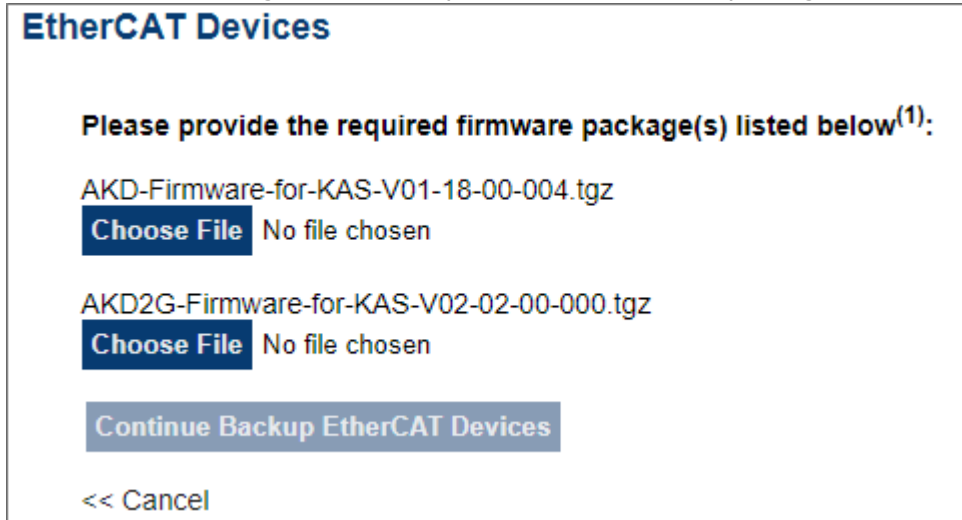 EtherCAT Devices
Please provide the required firmware package(s) listed below(1):
AKD-Firmware-for-KAS-V01-18-00-004.tgz
Choose File No file chosen
AKD2G-Firmware-for-KAS-V02-02-00-000.tgz
Choose File No file chosen
Continue Backup EtherCAT Devices
<< Cancel